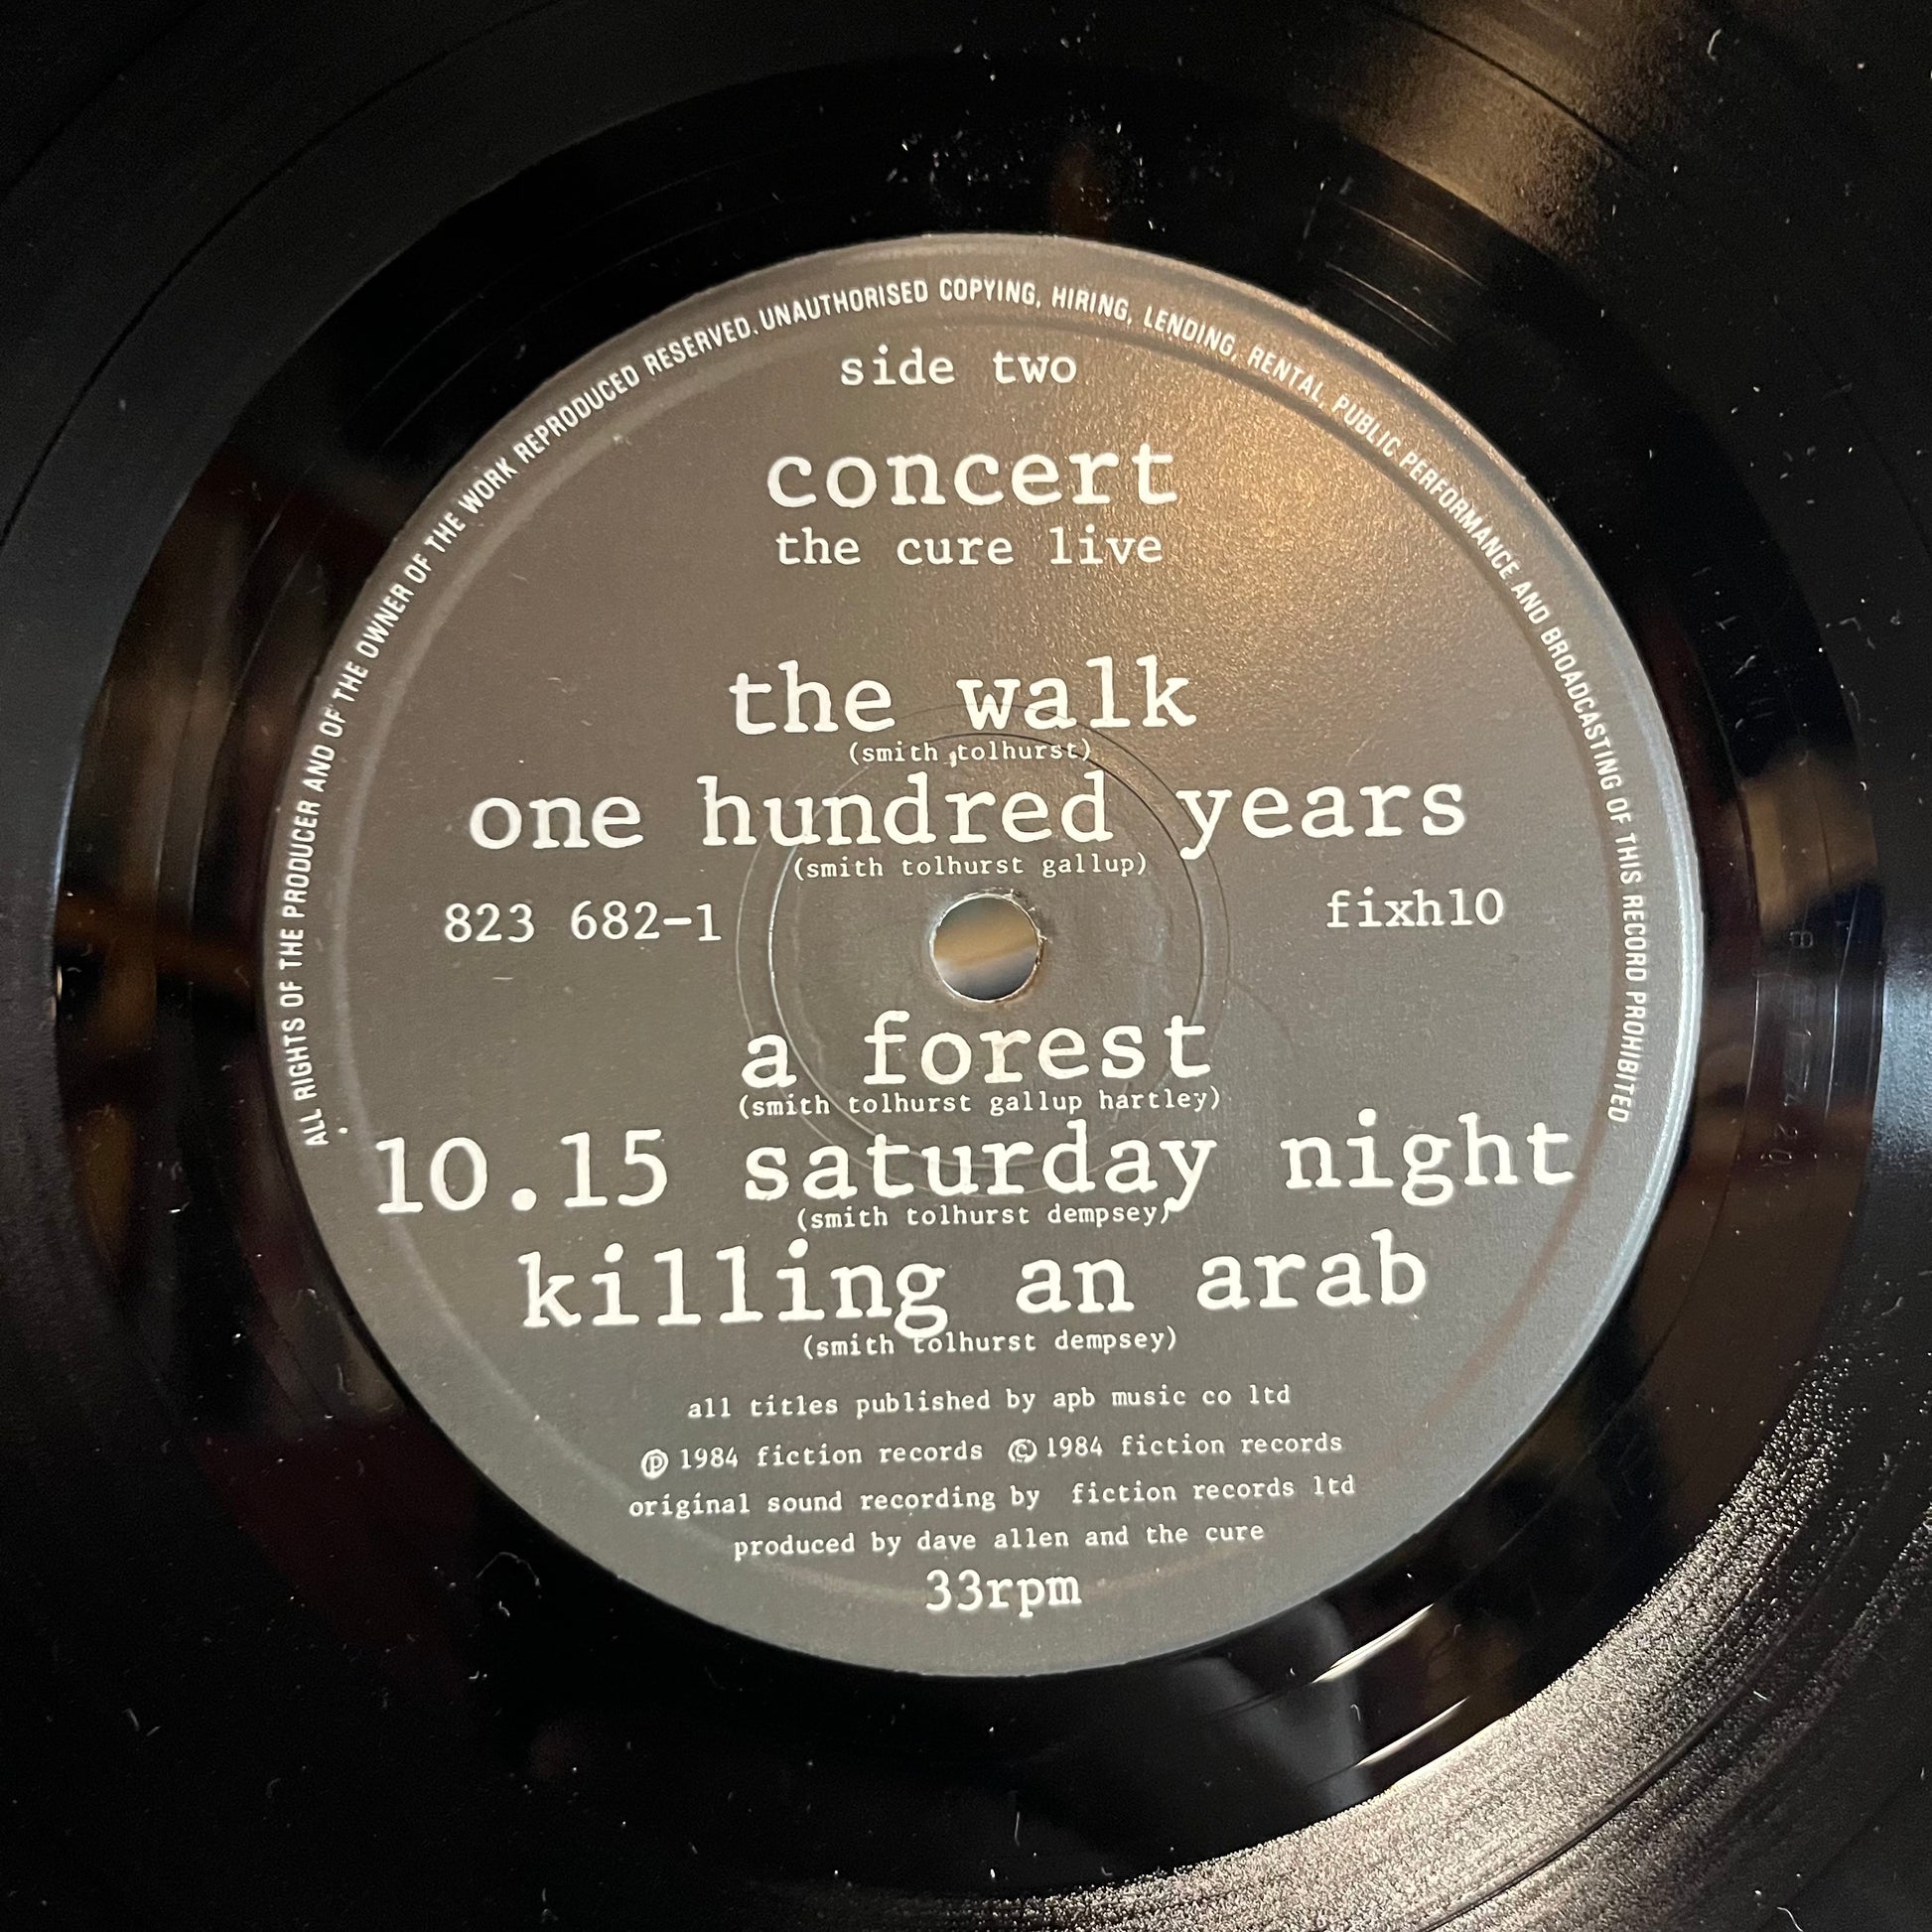 ALL RIGHTS OF THE PRODUCER AND OF THE OWNER OF THE WORK REPRODUCED RESERVED. UNAUTHORISED COPYING, HIRING, LENDING, RENTAL, PUBLIC PERFORMANCE AND BROADCASTING OF THIS RECORD PROHIBITED
side two
concert
the cure live
the walk
(smith,tolhurst)
one hundred years
(smith tolhurst gallup)
823 682-1
fixh10
a forest
(smith tolhurst gallup hartley)
10.15 saturday night
(smith tolhurst dempsey)
killing an arab
(smith tolhurst dempsey)
all titles published by apb music co ltd
℗ 1984 fiction records © 1984 fiction records
original sound recording by fiction records ltd
produced by dave allen and the cure
33rpm